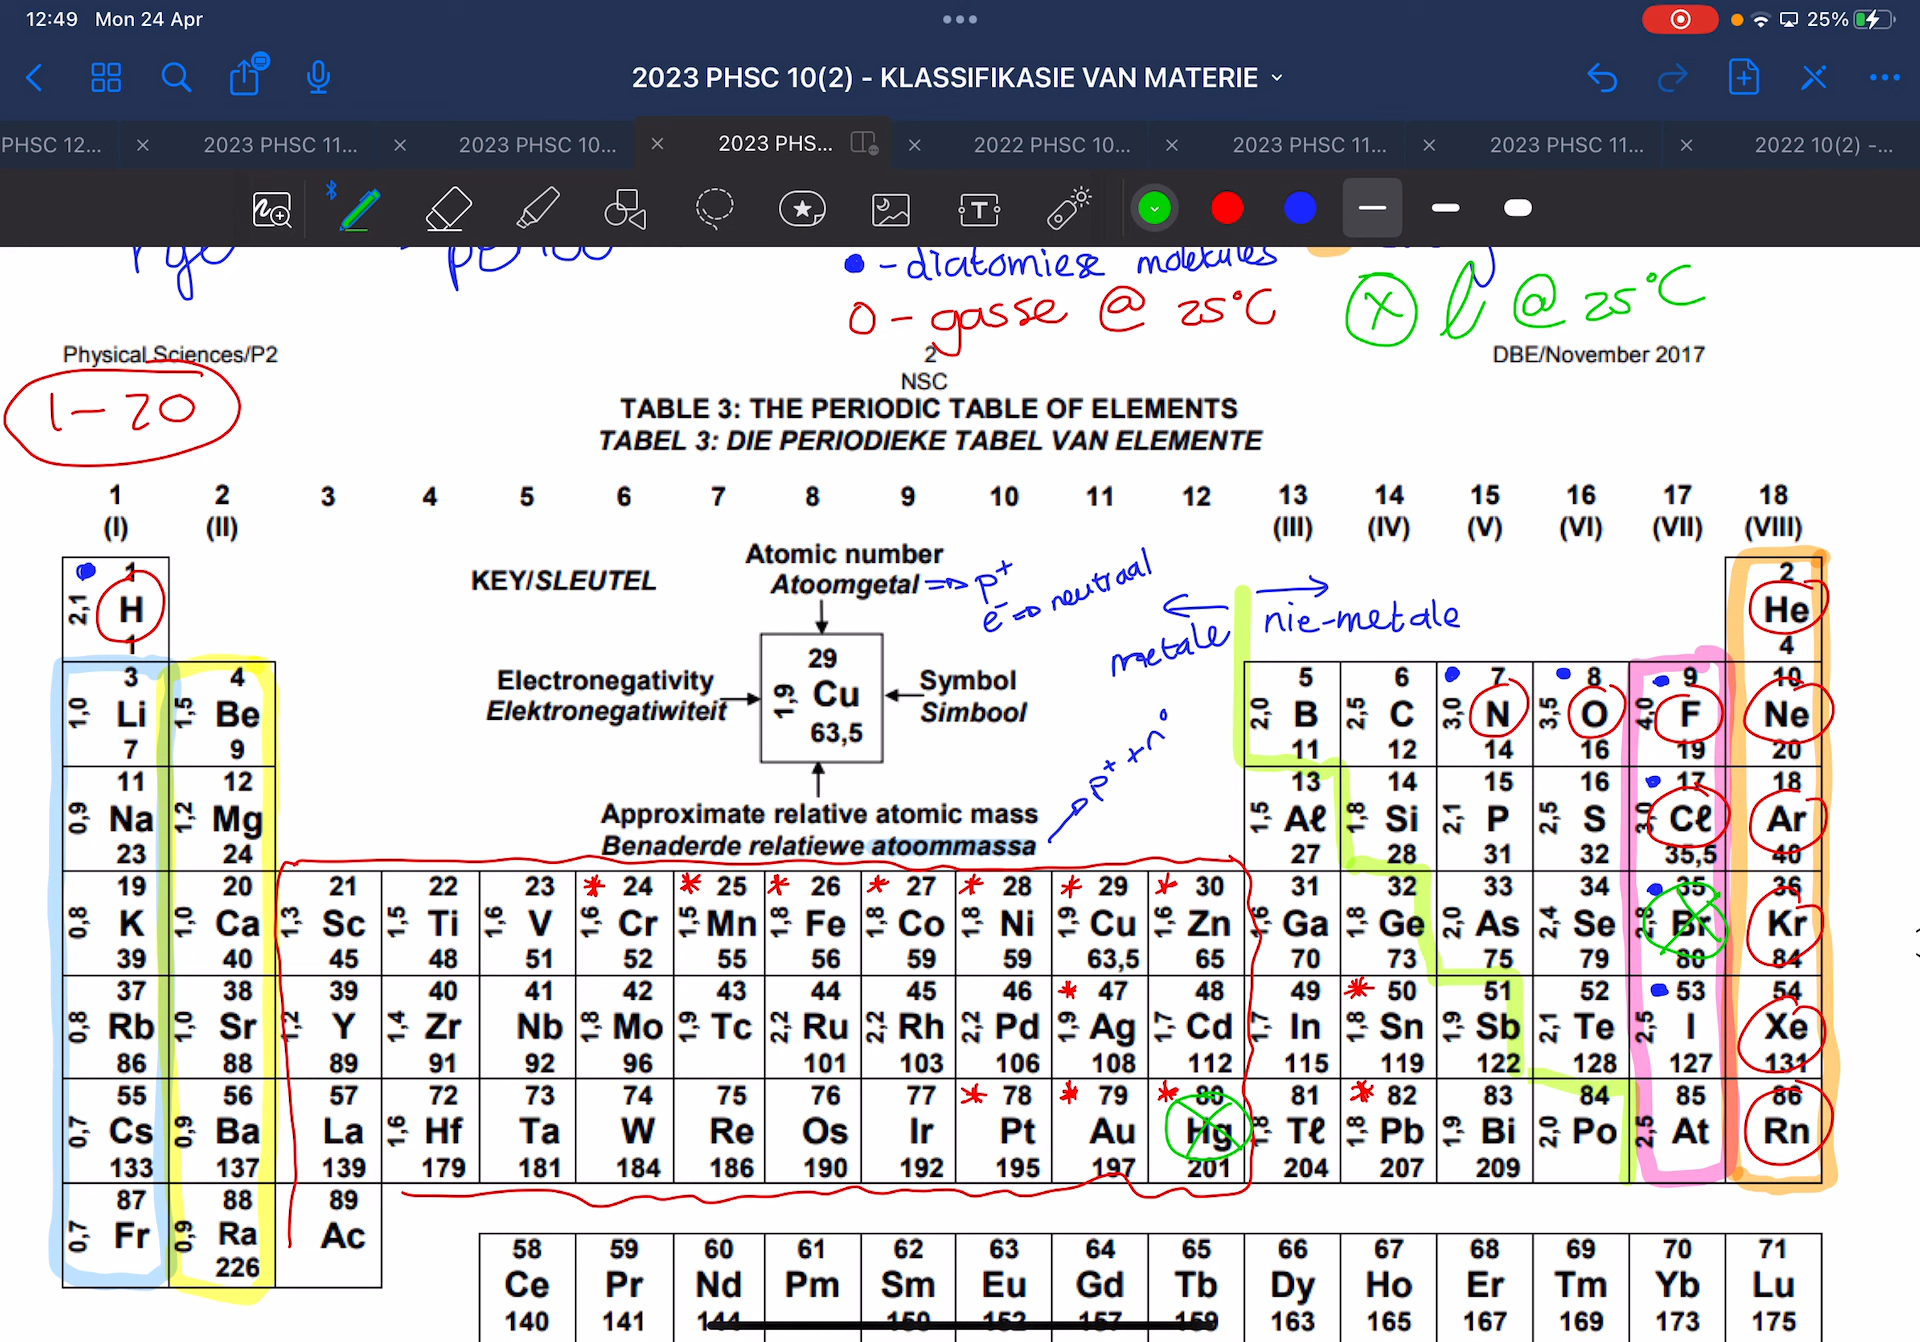 12:49 Mon 24 Apr
25%
2023 PHSC 10(2) - KLASSIFIKASIE VAN MATERIE
PHSC 12... 2023 PHSC 11... 2023 PHSC 10... 2023 PHS... 2022 PHSC 10... 2023 PHSC 11... 2023 PHSC 11... 2022 10(2) -...
- diatomiese molekules
O - gasse @ 25°C
X l @ 25°C
Physical Sciences/P2 2 DBE/November 2017
NSC
1 - 20
TABLE 3: THE PERIODIC TABLE OF ELEMENTS
TABEL 3: DIE PERIODIEKE TABEL VAN ELEMENTE
1 2 3 4 5 6 7 8 9 10 11 12 13 14 15 16 17 18
(I) (II) (III) (IV) (V) (VI) (VII) (VIII)
KEY/SLEUTEL
Atomic number
Atoomgetal => p⁺
e⁻ => neutraal
metale
nie-metale
Electronegativity
Elektronegatiwiteit
29
1,9 Cu
63,5
Symbol
Simbool
Approximate relative atomic mass
Benaderde relatiewe atoommassa
p⁺ + n°
1 2
2,1 H He
1 4
3 4 5 6 7 8 9 10
1,0 Li 1,5 Be 2,0 B 2,5 C 3,0 N 3,5 O 4,0 F Ne
7 9 11 12 14 16 19 20
11 12 13 14 15 16 17 18
0,9 Na 1,2 Mg 1,5 Aℓ 1,8 Si 2,1 P 2,5 S 3,0 Cℓ Ar
23 24 27 28 31 32 35,5 40
19 20 21 22 23 24 25 26 27 28 29 30 31 32 33 34 35 36
0,8 K 1,0 Ca 1,3 Sc 1,5 Ti 1,6 V 1,6 Cr 1,5 Mn 1,8 Fe 1,8 Co 1,8 Ni 1,9 Cu 1,6 Zn 1,6 Ga 1,8 Ge 2,0 As 2,4 Se 2,8 Br Kr
39 40 45 48 51 52 55 56 59 59 63,5 65 70 73 75 79 80 84
37 38 39 40 41 42 43 44 45 46 47 48 49 50 51 52 53 54
0,8 Rb 1,0 Sr 1,2 Y 1,4 Zr Nb 1,8 Mo 1,9 Tc 2,2 Ru 2,2 Rh 2,2 Pd 1,9 Ag 1,7 Cd 1,7 In 1,8 Sn 1,9 Sb 2,1 Te 2,5 I Xe
86 88 89 91 92 96 101 103 106 108 112 115 119 122 128 127 131
55 56 57 72 73 74 75 76 77 78 79 80 81 82 83 84 85 86
0,7 Cs 0,9 Ba La 1,6 Hf Ta W Re Os Ir Pt Au Hg 1,8 Tℓ 1,8 Pb 1,9 Bi 2,0 Po 2,5 At Rn
133 137 139 179 181 184 186 190 192 195 197 201 204 207 209
87 88 89
0,7 Fr 0,9 Ra Ac
226
58 59 60 61 62 63 64 65 66 67 68 69 70 71
Ce Pr Nd Pm Sm Eu Gd Tb Dy Ho Er Tm Yb Lu
140 141 144 150 152 157 159 163 165 167 169 173 175